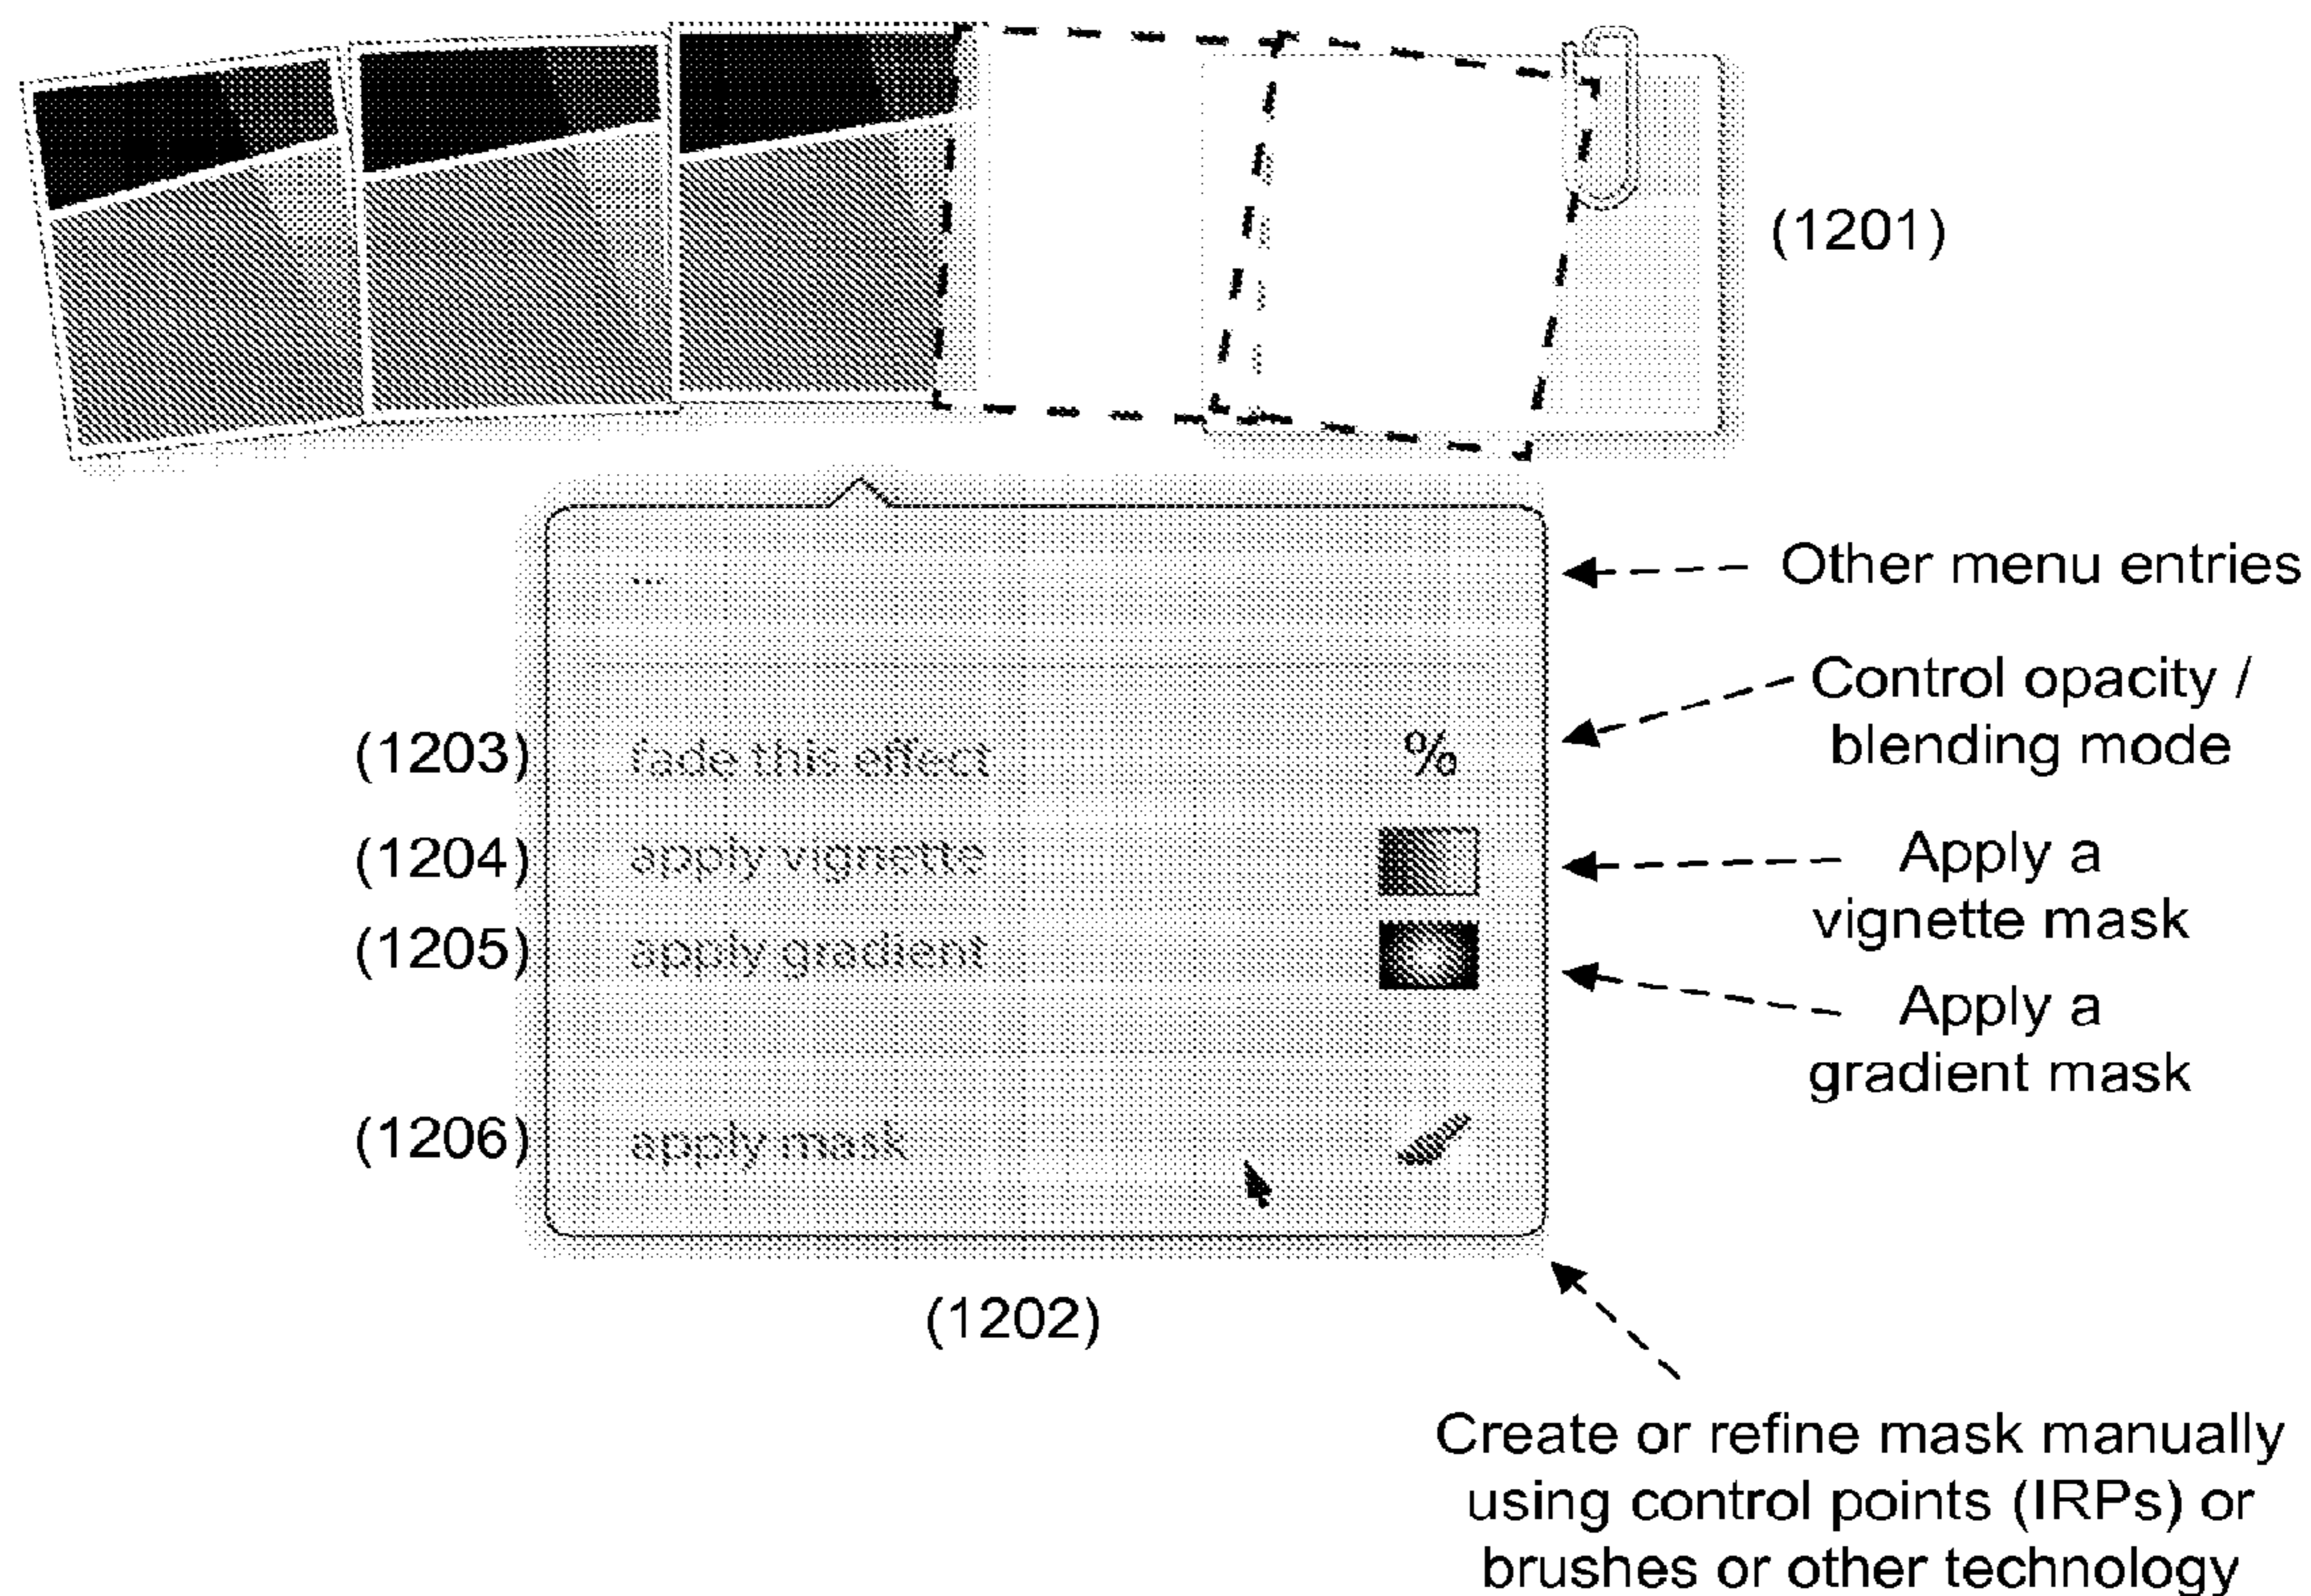 (1201)
...
Other menu entries
Control opacity /
blending mode
(1203) fade this effect %
(1204) apply vignette
Apply a
vignette mask
(1205) apply gradient
Apply a
gradient mask
(1206) apply mask
(1202)
Create or refine mask manually
using control points (IRPs) or
brushes or other technology